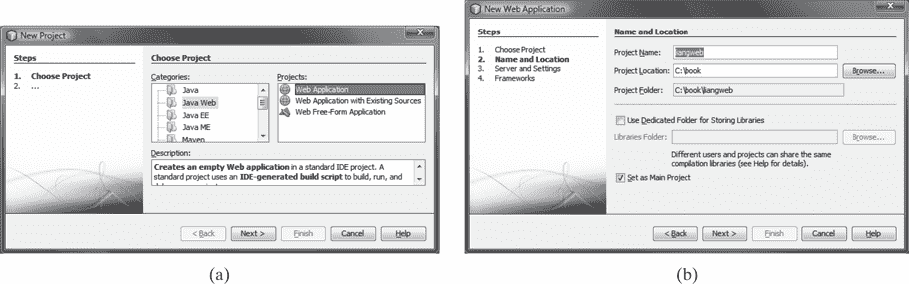 New Project
Steps
1. Choose Project
2. ...
Choose Project
Categories:
Java
Java Web
Java EE
Java ME
Maven
Projects:
Web Application
Web Application with Existing Sources
Web Free-Form Application
Description:
Creates an empty Web application in a standard IDE project. A
standard project uses an IDE-generated build script to build, run, and
< Back
Next >
Finish
Cancel
Help
(a)
New Web Application
Steps
1. Choose Project
2. Name and Location
3. Server and Settings
4. Frameworks
Name and Location
Project Name: liangweb
Project Location: C:\book Browse...
Project Folder: C:\book\liangweb
Use Dedicated Folder for Storing Libraries
Libraries Folder: Browse...
Different users and projects can share the same
compilation libraries (see Help for details).
Set as Main Project
< Back
Next >
Finish
Cancel
Help
(b)